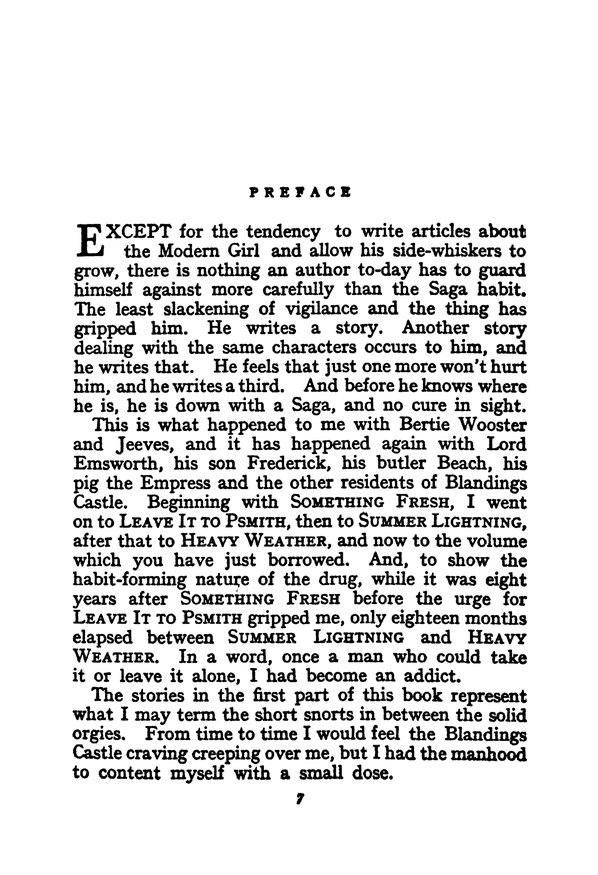 PREFACE
EXCEPT for the tendency to write articles about
the Modern Girl and allow his side-whiskers to
grow, there is nothing an author to-day has to guard
himself against more carefully than the Saga habit.
The least slackening of vigilance and the thing has
gripped him. He writes a story. Another story
dealing with the same characters occurs to him, and
he writes that. He feels that just one more won't hurt
him, and he writes a third. And before he knows where
he is, he is down with a Saga, and no cure in sight.
This is what happened to me with Bertie Wooster
and Jeeves, and it has happened again with Lord
Emsworth, his son Frederick, his butler Beach, his
pig the Empress and the other residents of Blandings
Castle. Beginning with SOMETHING FRESH, I went
on to LEAVE IT TO PSMITH, then to SUMMER LIGHTNING,
after that to HEAVY WEATHER, and now to the volume
which you have just borrowed. And, to show the
habit-forming nature of the drug, while it was eight
years after SOMETHING FRESH before the urge for
LEAVE IT TO PSMITH gripped me, only eighteen months
elapsed between SUMMER LIGHTNING and HEAVY
WEATHER. In a word, once a man who could take
it or leave it alone, I had become an addict.
The stories in the first part of this book represent
what I may term the short snorts in between the solid
orgies. From time to time I would feel the Blandings
Castle craving creeping over me, but I had the manhood
to content myself with a small dose.
7